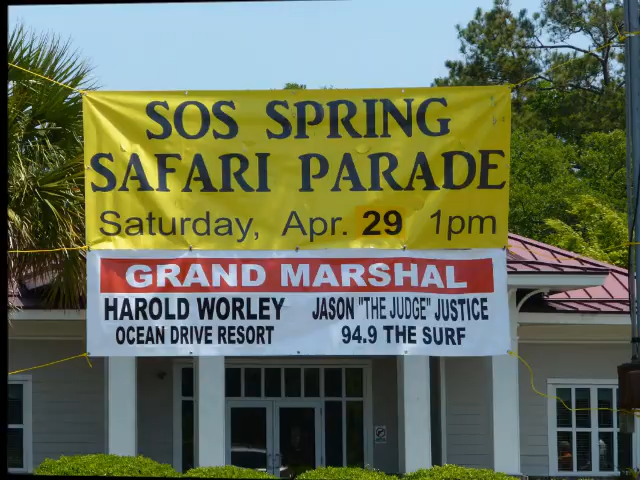 SOS SPRING
SAFARI PARADE
Saturday, Apr. 29 1pm
GRAND MARSHAL
HAROLD WORLEY JASON "THE JUDGE" JUSTICE
OCEAN DRIVE RESORT 94.9 THE SURF